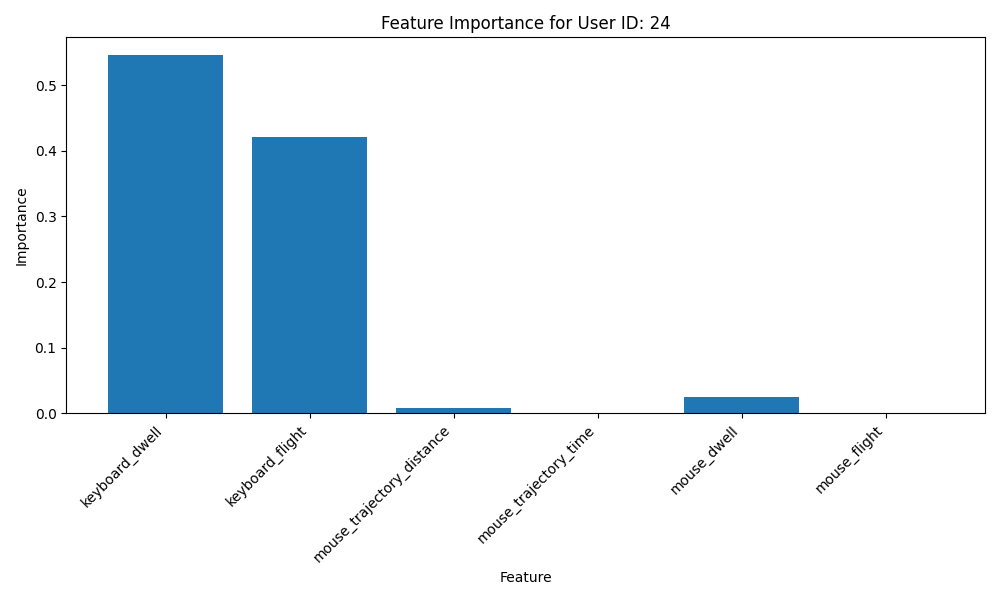 Feature Importance for User ID: 24
Importance
0.5
0.4
0.3
0.2
0.1
0.0
keyboard_dwell
keyboard_flight
mouse_trajectory_distance
mouse_trajectory_time
mouse_dwell
mouse_flight
Feature